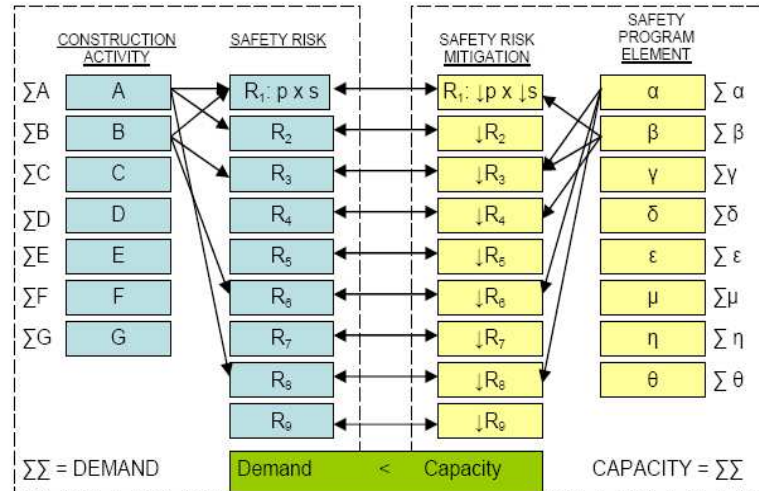 CONSTRUCTION ACTIVITY
SAFETY RISK
SAFETY RISK MITIGATION
SAFETY PROGRAM ELEMENT
∑A A R₁: p x s R₁: ↓p x ↓s α ∑ α
∑B B R₂ ↓R₂ β ∑ β
∑C C R₃ ↓R₃ γ ∑γ
∑D D R₄ ↓R₄ δ ∑δ
∑E E R₅ ↓R₅ ε ∑ ε
∑F F R₆ ↓R₆ μ ∑μ
∑G G R₇ ↓R₇ η ∑ η
R₈ ↓R₈ θ ∑ θ
R₉ ↓R₉
∑∑ = DEMAND Demand < Capacity CAPACITY = ∑∑